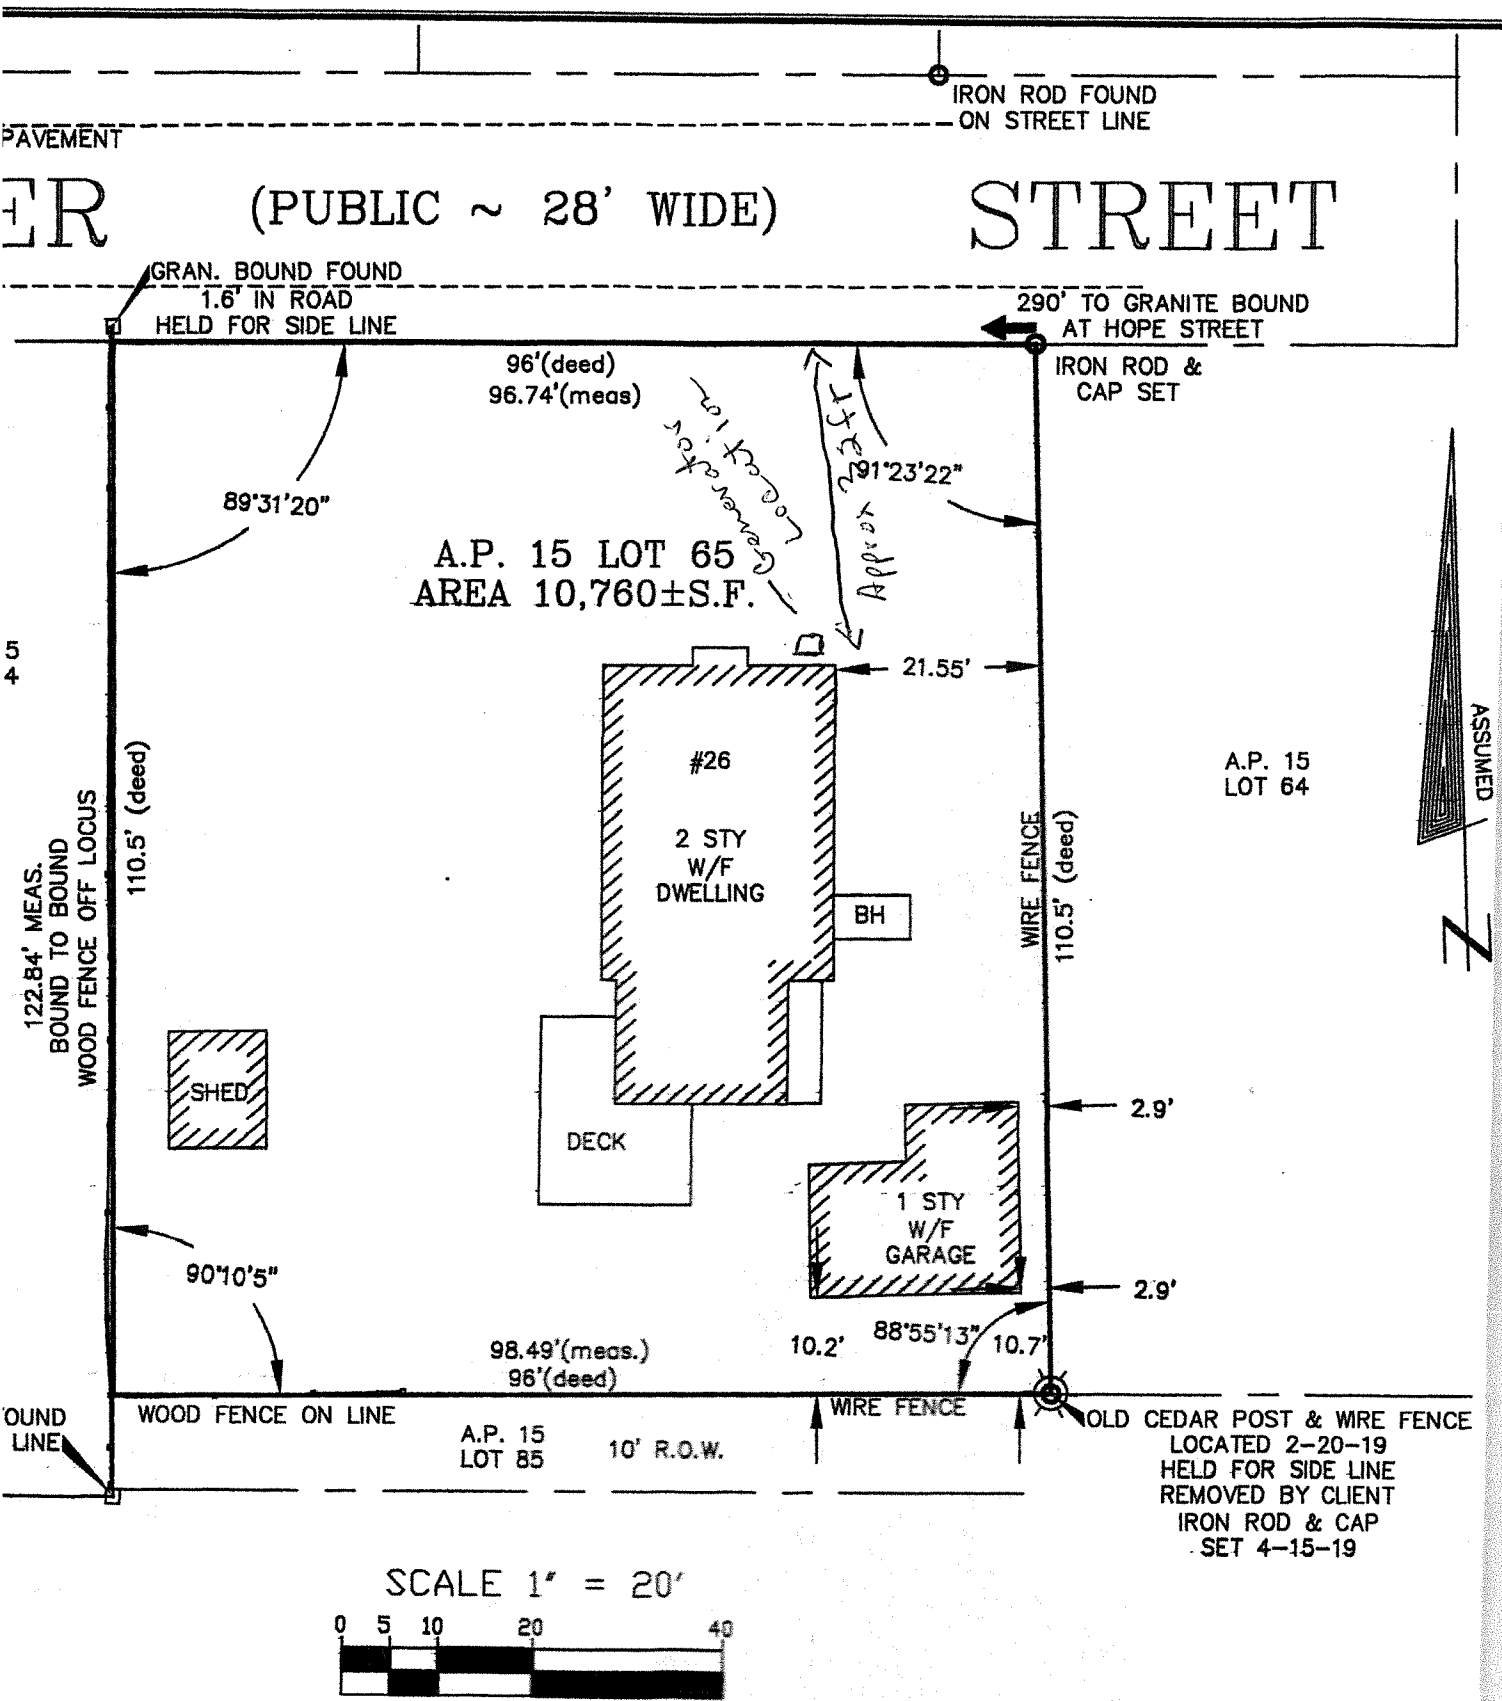 IRON ROD FOUND
ON STREET LINE
PAVEMENT
ER (PUBLIC ~ 28' WIDE) STREET
GRAN. BOUND FOUND
1.6' IN ROAD
HELD FOR SIDE LINE
290' TO GRANITE BOUND
AT HOPE STREET
IRON ROD &
CAP SET
96'(deed)
96.74'(meas)
Generator
Location
Approx 32ft
89°31'20"
91°23'22"
A.P. 15 LOT 65
AREA 10,760±S.F.
5
4
21.55'
#26
2 STY
W/F
DWELLING
BH
A.P. 15
LOT 64
ASSUMED
N
122.84' MEAS.
BOUND TO BOUND
WOOD FENCE OFF LOCUS
110.5' (deed)
WIRE FENCE
110.5' (deed)
SHED
DECK
2.9'
1 STY
W/F
GARAGE
2.9'
90°10'5"
88°55'13"
10.2'
10.7'
98.49'(meas.)
96'(deed)
WOOD FENCE ON LINE
WIRE FENCE
OUND
LINE
A.P. 15
LOT 85
10' R.O.W.
OLD CEDAR POST & WIRE FENCE
LOCATED 2-20-19
HELD FOR SIDE LINE
REMOVED BY CLIENT
IRON ROD & CAP
SET 4-15-19
SCALE 1" = 20'
0 5 10 20 40